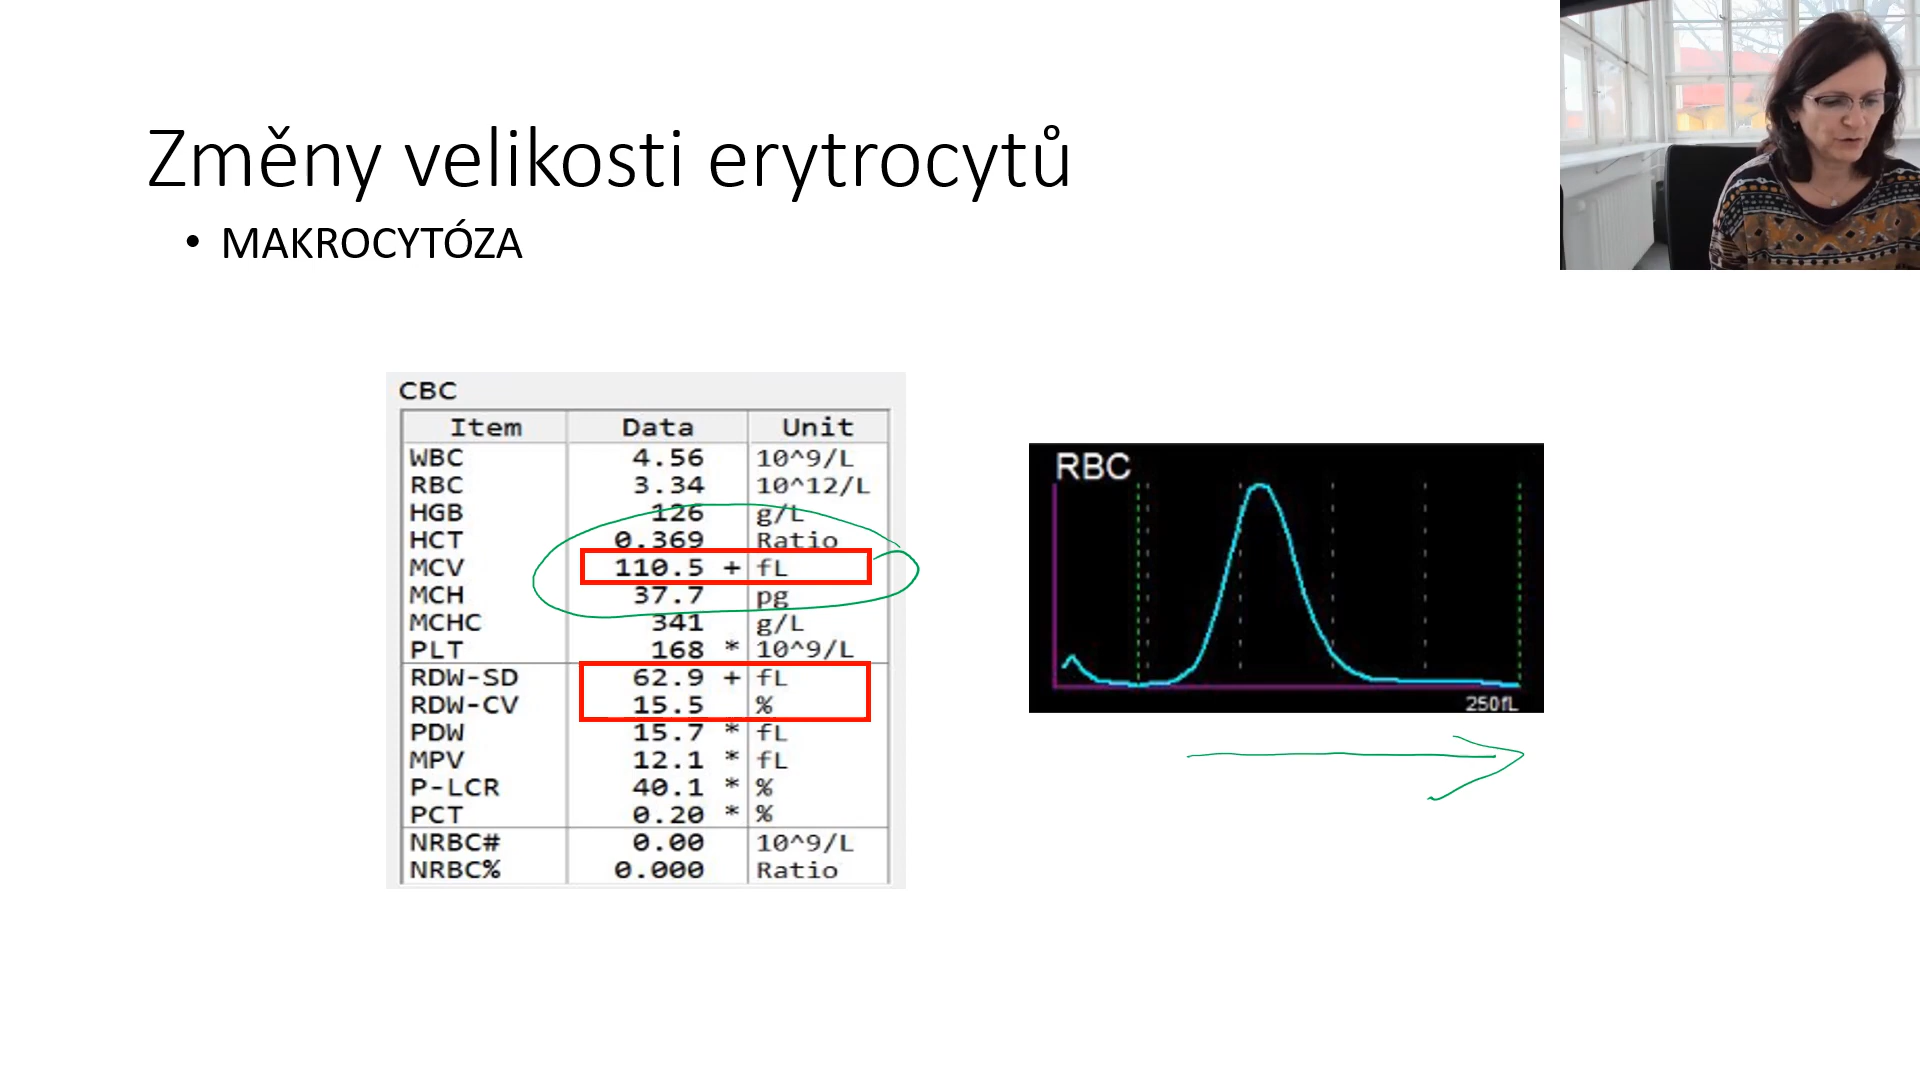 Změny velikosti erytrocytů
• MAKROCYTÓZA
CBC
Item Data Unit
WBC 4.56 10^9/L
RBC 3.34 10^12/L
HGB 126 g/L
HCT 0.369 Ratio
MCV 110.5 + fL
MCH 37.7 pg
MCHC 341 g/L
PLT 168 * 10^9/L
RDW-SD 62.9 + fL
RDW-CV 15.5 %
PDW 15.7 * fL
MPV 12.1 * fL
P-LCR 40.1 * %
PCT 0.20 * %
NRBC# 0.00 10^9/L
NRBC% 0.000 Ratio
RBC
250fL